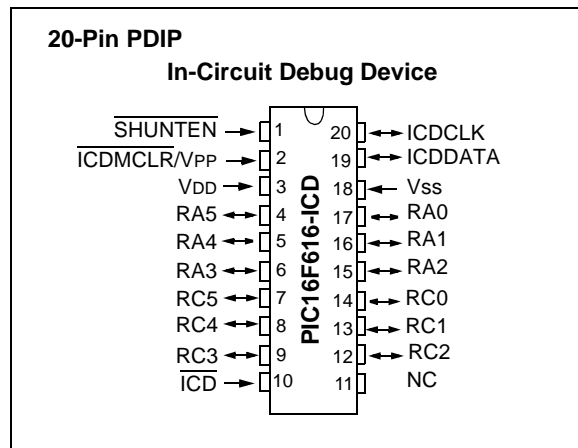 20-Pin PDIP
In-Circuit Debug Device
SHUNTEN 1 20 ICDCLK
ICDMCLR/VPP 2 19 ICDDATA
VDD 3 18 Vss
RA5 4 17 RA0
RA4 5 16 RA1
RA3 6 15 RA2
RC5 7 14 RC0
RC4 8 13 RC1
RC3 9 12 RC2
ICD 10 11 NC
PIC16F616-ICD